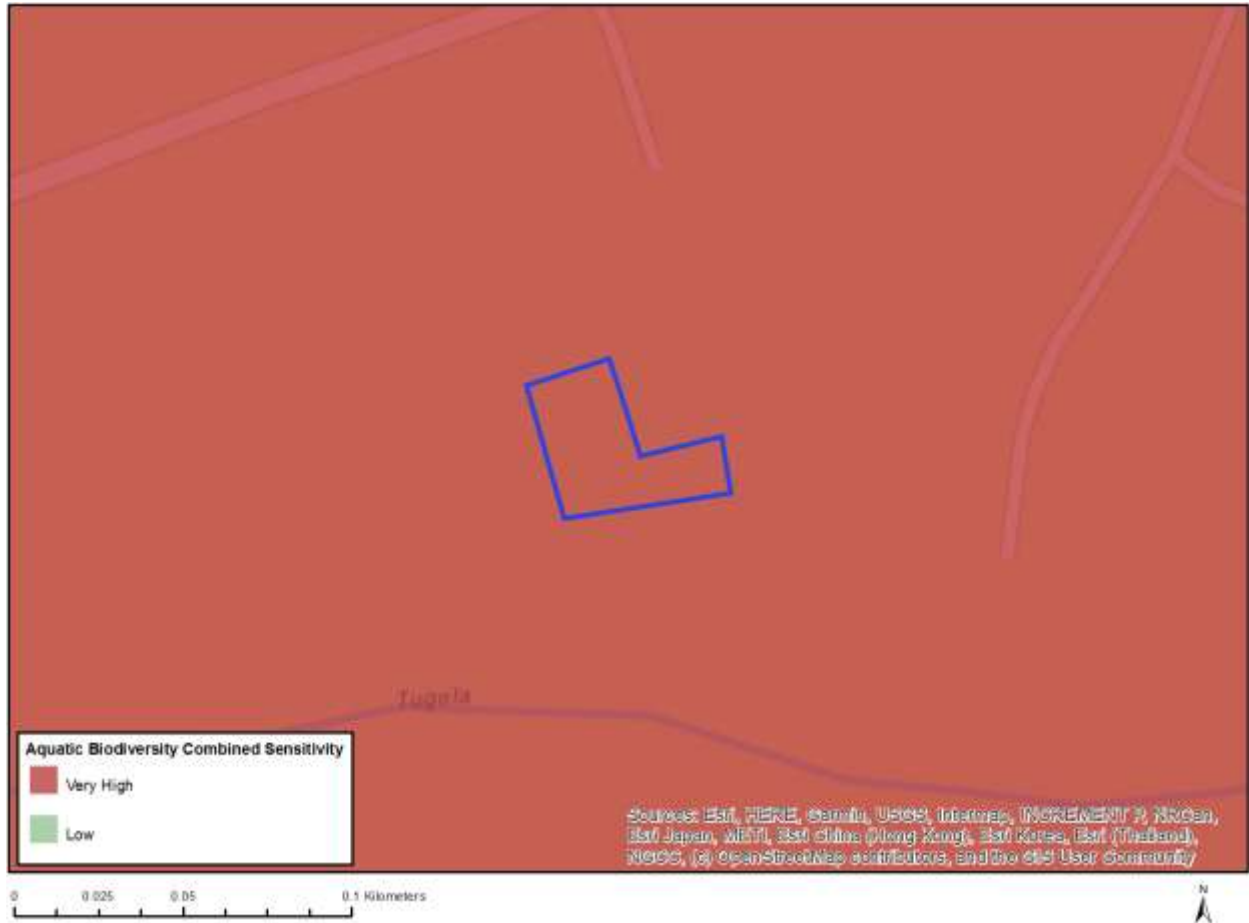 Tugela
Aquatic Biodiversity Combined Sensitivity
Very High
Low
Sources: Esri, HERE, Garmin, USGS, Intermap, INCREMENT P, NRCan,
Esri Japan, METI, Esri China (Hong Kong), Esri Korea, Esri (Thailand),
NGCC, (c) OpenStreetMap contributors, and the GIS User Community
0 0.025 0.05 0.1 Kilometers
N